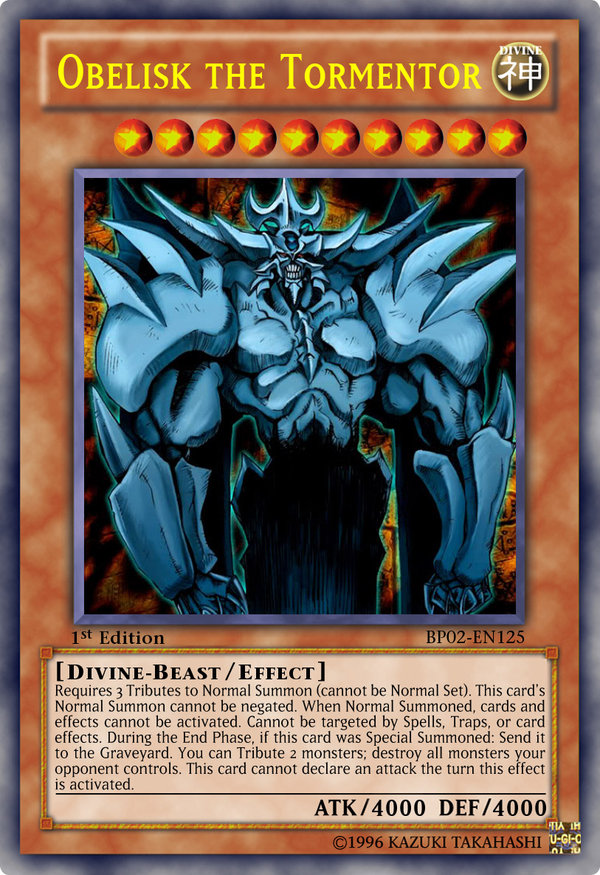 OBELISK THE TORMENTOR
DIVINE
神
1st Edition
BP02-EN125
[DIVINE-BEAST/EFFECT]
Requires 3 Tributes to Normal Summon (cannot be Normal Set). This card's
Normal Summon cannot be negated. When Normal Summoned, cards and
effects cannot be activated. Cannot be targeted by Spells, Traps, or card
effects. During the End Phase, if this card was Special Summoned: Send it
to the Graveyard. You can Tribute 2 monsters; destroy all monsters your
opponent controls. This card cannot declare an attack the turn this effect
is activated.
ATK/4000 DEF/4000
©1996 KAZUKI TAKAHASHI